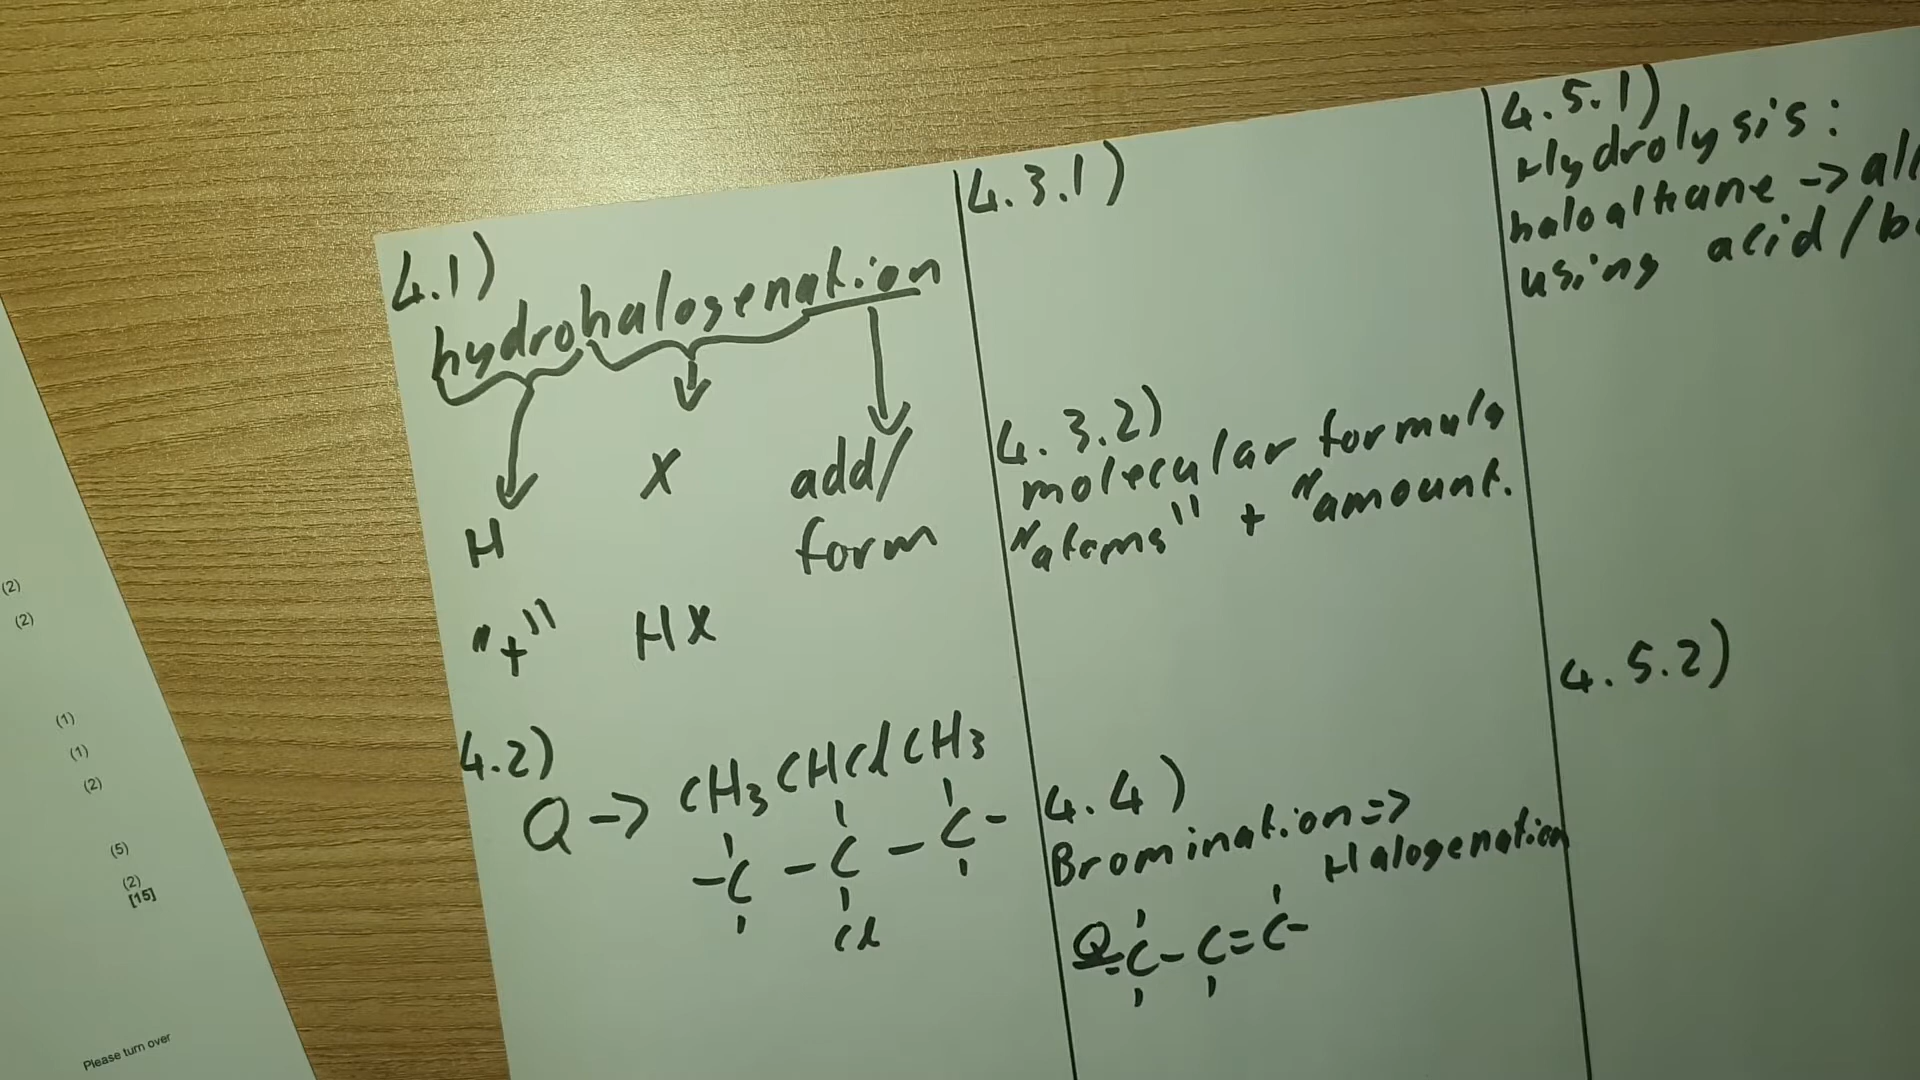 4.1)
hydrohalogenation
H X add/
form
"+" HX
4.2)
Q -> CH3CHClCH3
-C - C - C-
Cl
4.3.1)
4.3.2)
molecular formula
"atoms" + "amount.
4.4)
Bromination=>
Halogenation
Q -C-C=C-
4.5.1)
Hydrolysis:
haloalkane ->
using acid/
4.5.2)
(2)
(2)
(1)
(1)
(2)
(5)
(2)
[15]
Please turn over